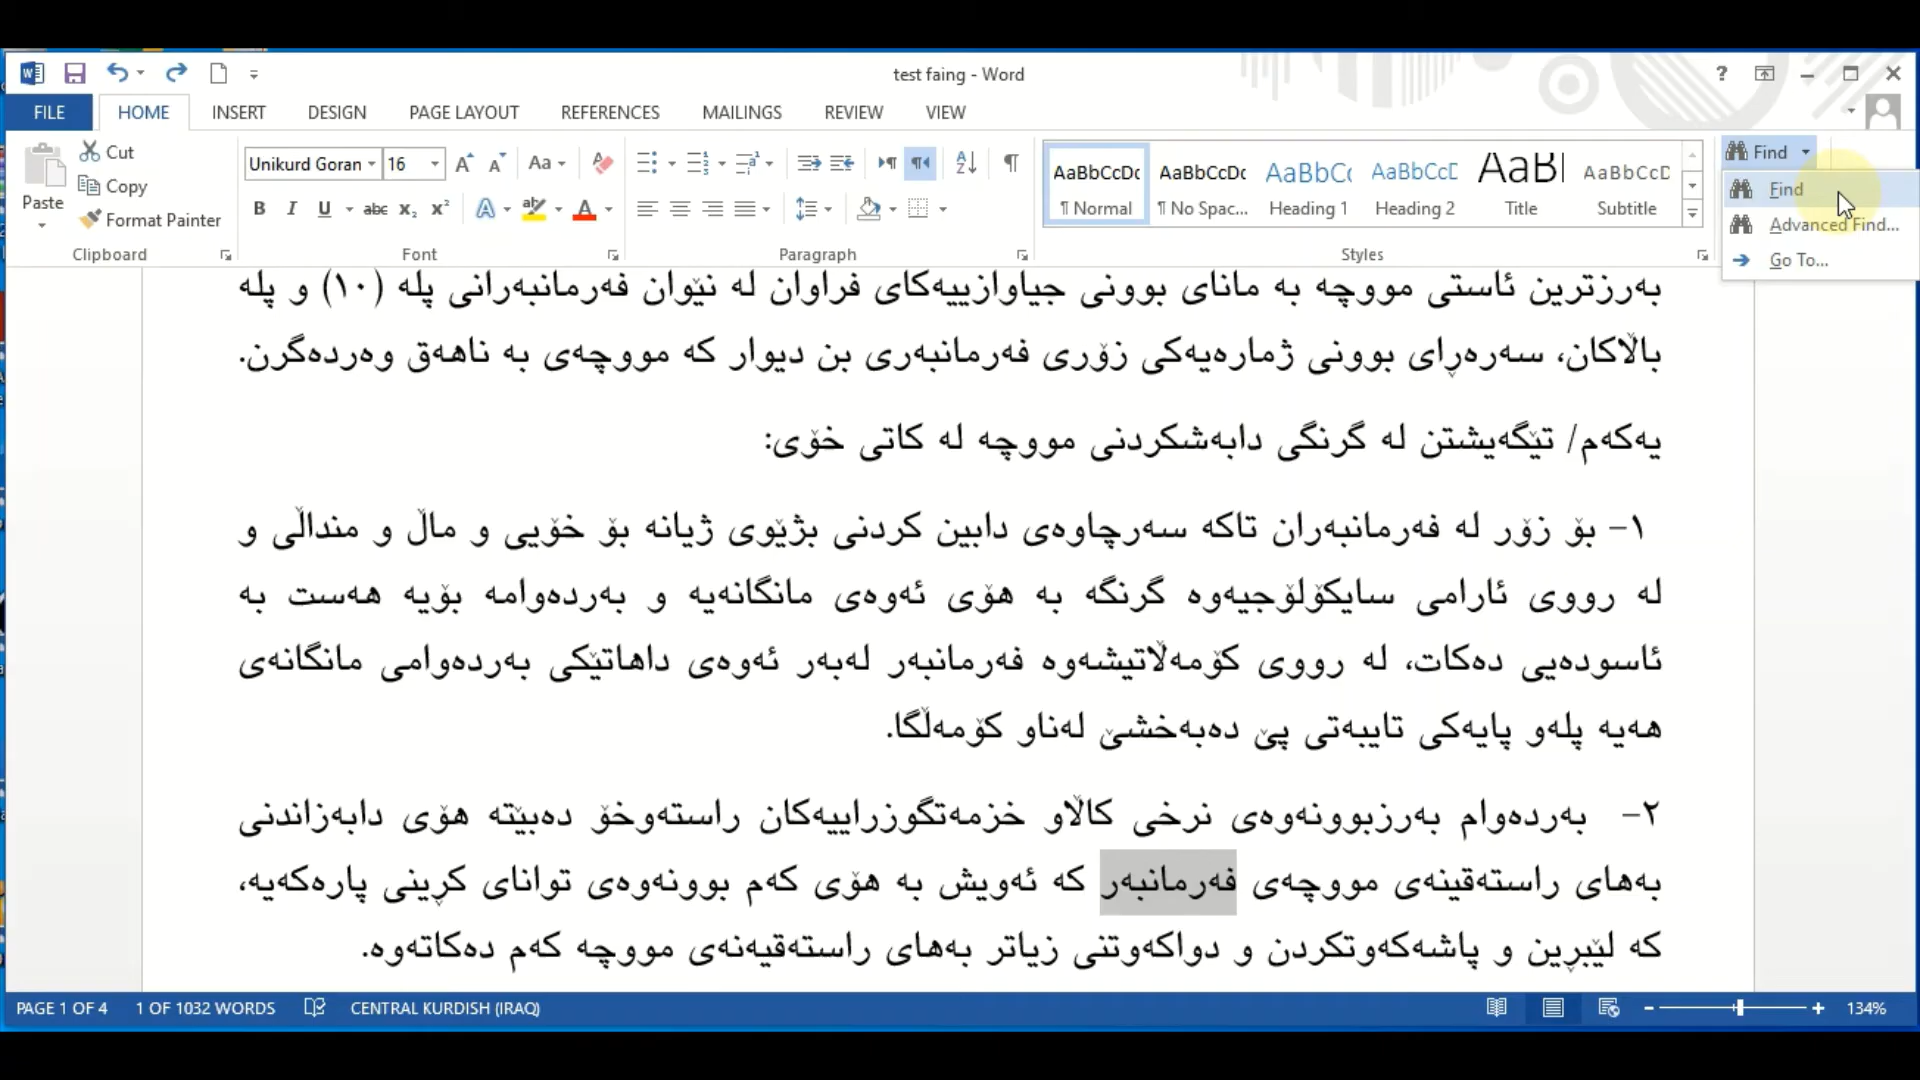 test faing - Word
FILE HOME INSERT DESIGN PAGE LAYOUT REFERENCES MAILINGS REVIEW VIEW
Paste
Cut
Copy
Format Painter
Clipboard
Unikurd Goran 16
Font
Paragraph
AaBbCcDc AaBbCcDc AaBbCc AaBbCcD AaB AaBbCcD
¶ Normal ¶ No Spac... Heading 1 Heading 2 Title Subtitle
Styles
Find
Find
Advanced Find...
Go To...
بەرزترین ئاستی مووچە بە مانای بوونی جیاوازییەکای فراوان لە نێوان فەرمانبەرانی پلە (١٠) و پلە
باڵاکان، سەرەڕای بوونی ژمارەیەکی زۆری فەرمانبەری بن دیوار کە مووچەی بە ناهەق وەردەگرن.
یەکەم/ تێگەیشتن لە گرنگی دابەشکردنی مووچە لە کاتی خۆی:
١- بۆ زۆر لە فەرمانبەران تاکە سەرچاوەی دابین کردنی بژێوی ژیانە بۆ خۆیی و ماڵ و منداڵی و
لە رووی ئارامی سایکۆلۆجیەوە گرنگە بە هۆی ئەوەی مانگانەیە و بەردەوامە بۆیە هەست بە
ئاسودەیی دەکات، لە رووی کۆمەڵاتیشەوە فەرمانبەر لەبەر ئەوەی داهاتێکی بەردەوامی مانگانەی
هەیە پلەو پایەکی تایبەتی پێ دەبەخشێ لەناو کۆمەڵگا.
٢- بەردەوام بەرزبوونەوەی نرخی کاڵاو خزمەتگوزراییەکان راستەوخۆ دەبێتە هۆی دابەزاندنی
بەهای راستەقینەی مووچەی فەرمانبەر کە ئەویش بە هۆی کەم بوونەوەی توانای کڕینی پارەکەیە،
کە لێبڕین و پاشەکەوتکردن و دواکەوتنی زیاتر بەهای راستەقیەنەی مووچە کەم دەکاتەوە.
PAGE 1 OF 4 1 OF 1032 WORDS CENTRAL KURDISH (IRAQ) 134%